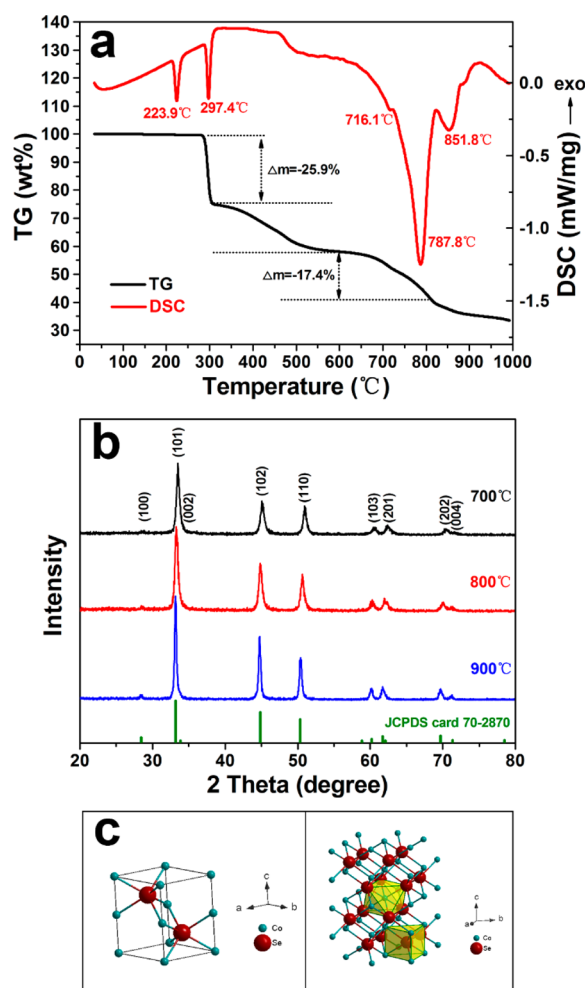 a
TG (wt%)
140
130
120
110
100
90
80
70
60
50
40
30
223.9℃
297.4℃
716.1℃
851.8℃
787.8℃
△m=-25.9%
△m=-17.4%
TG
DSC
0.0
-0.5
-1.0
-1.5
DSC (mW/mg)
exo
0 100 200 300 400 500 600 700 800 900 1000
Temperature (℃)
b
Intensity
(100)
(101)
(002)
(102)
(110)
(103)
(201)
(202)
(004)
700℃
800℃
900℃
JCPDS card 70-2870
20 30 40 50 60 70 80
2 Theta (degree)
c
c
a b
Co
Se
c
a b
Co
Se